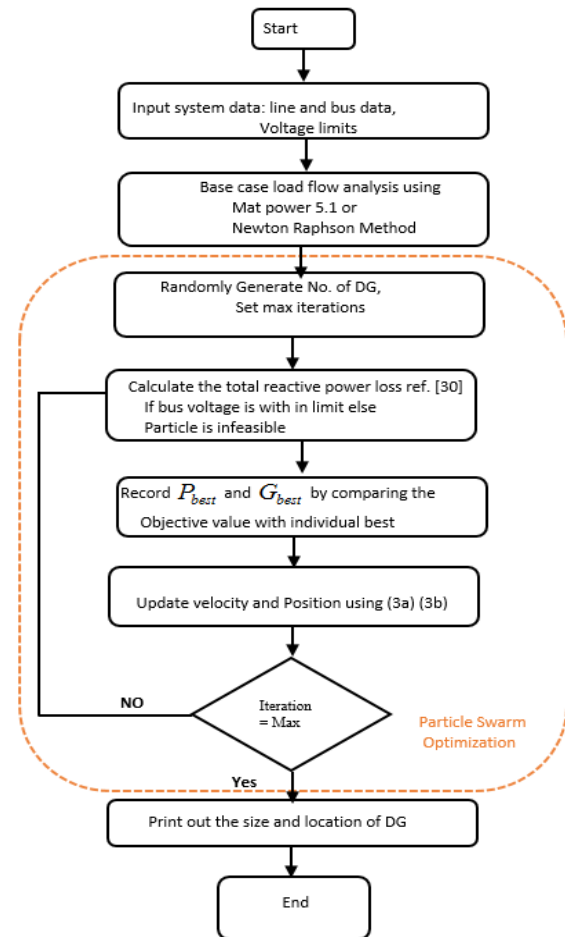 Start
Input system data: line and bus data,
Voltage limits
Base case load flow analysis using
Mat power 5.1 or
Newton Raphson Method
Randomly Generate No. of DG,
Set max iterations
Calculate the total reactive power loss ref. [30]
If bus voltage is with in limit else
Particle is infeasible
Record P_best and G_best by comparing the
Objective value with individual best
Update velocity and Position using (3a) (3b)
NO
Iteration
= Max
Particle Swarm
Optimization
Yes
Print out the size and location of DG
End